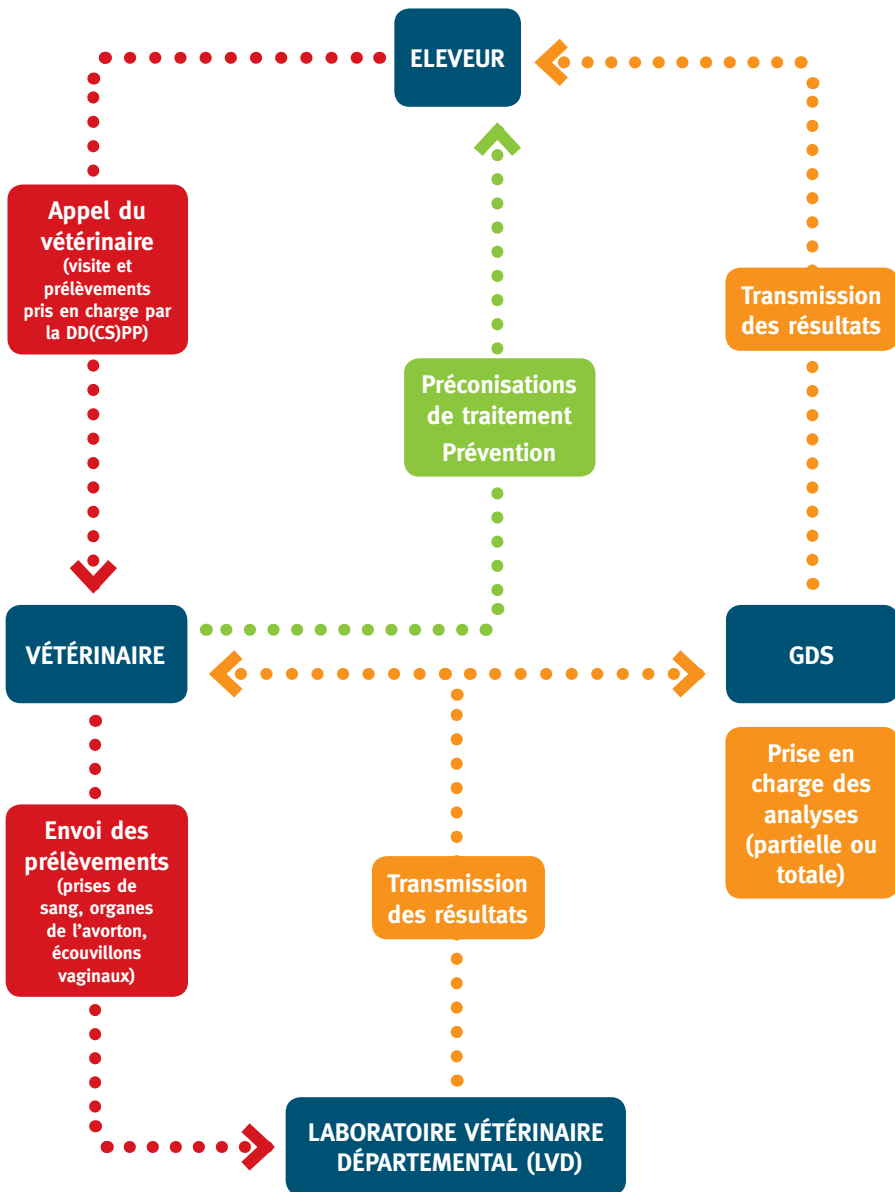 ELEVEUR
Appel du
vétérinaire
(visite et
prélèvements
pris en charge par
la DD(CS)PP)
Transmission
des résultats
Préconisations
de traitement
Prévention
VÉTÉRINAIRE
GDS
Prise en
charge des
analyses
(partielle ou
totale)
Envoi des
prélèvements
(prises de
sang, organes
de l’avorton,
écouvillons
vaginaux)
Transmission
des résultats
LABORATOIRE VÉTÉRINAIRE
DÉPARTEMENTAL (LVD)